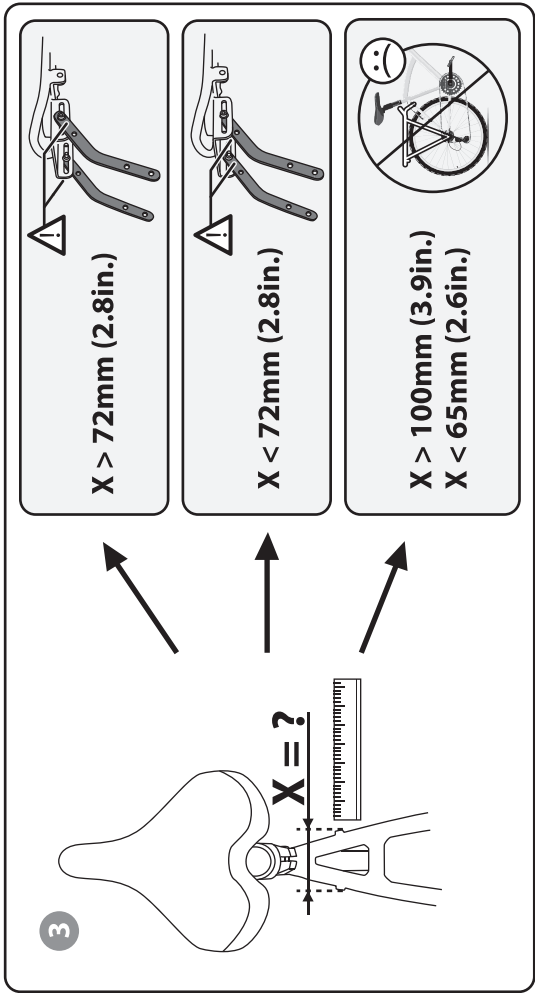 3
X = ?
X > 72mm (2.8in.)
!
X < 72mm (2.8in.)
!
X > 100mm (3.9in.)
X < 65mm (2.6in.)